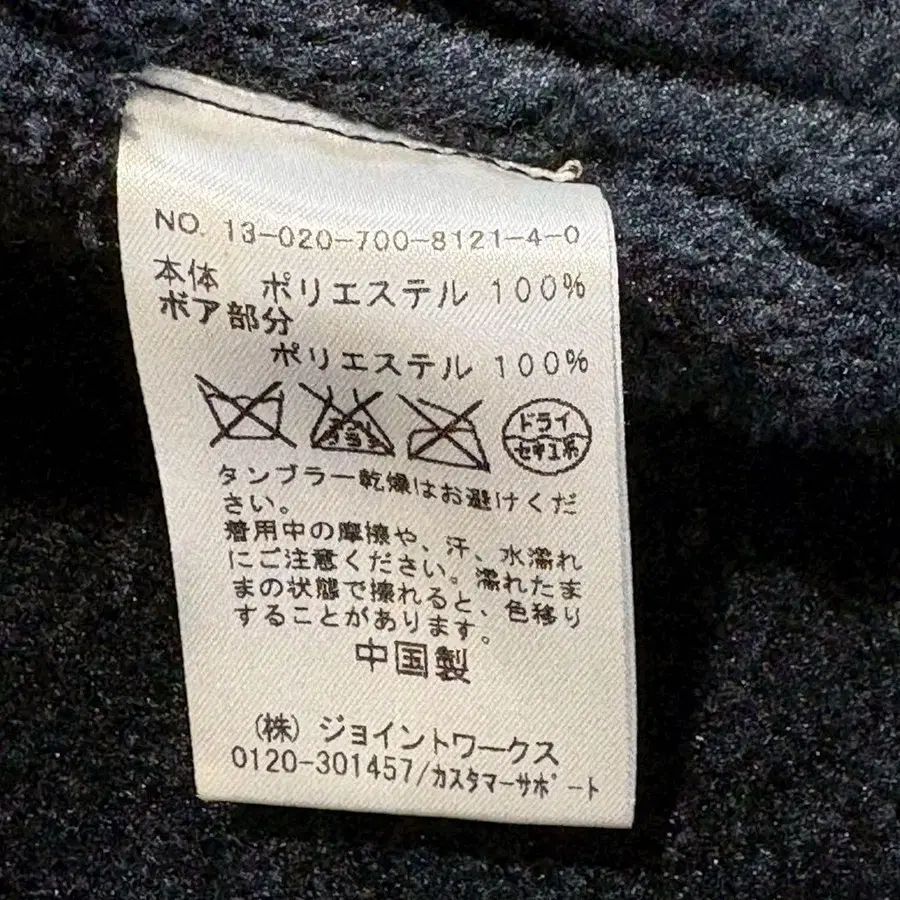 NO. 13-020-700-8121-4-0
本体 ポリエステル 100%
ボア部分
ポリエステル 100%
エンソ
サラシ
ドライ
セキユ系
タンブラー乾燥はお避けくだ
さい。
着用中の摩擦や、汗、水濡れ
にご注意ください。濡れたま
まの状態で擦れると、色移り
することがあります。
中国製
(株) ジョイントワークス
0120-301457/カスタマーサポート